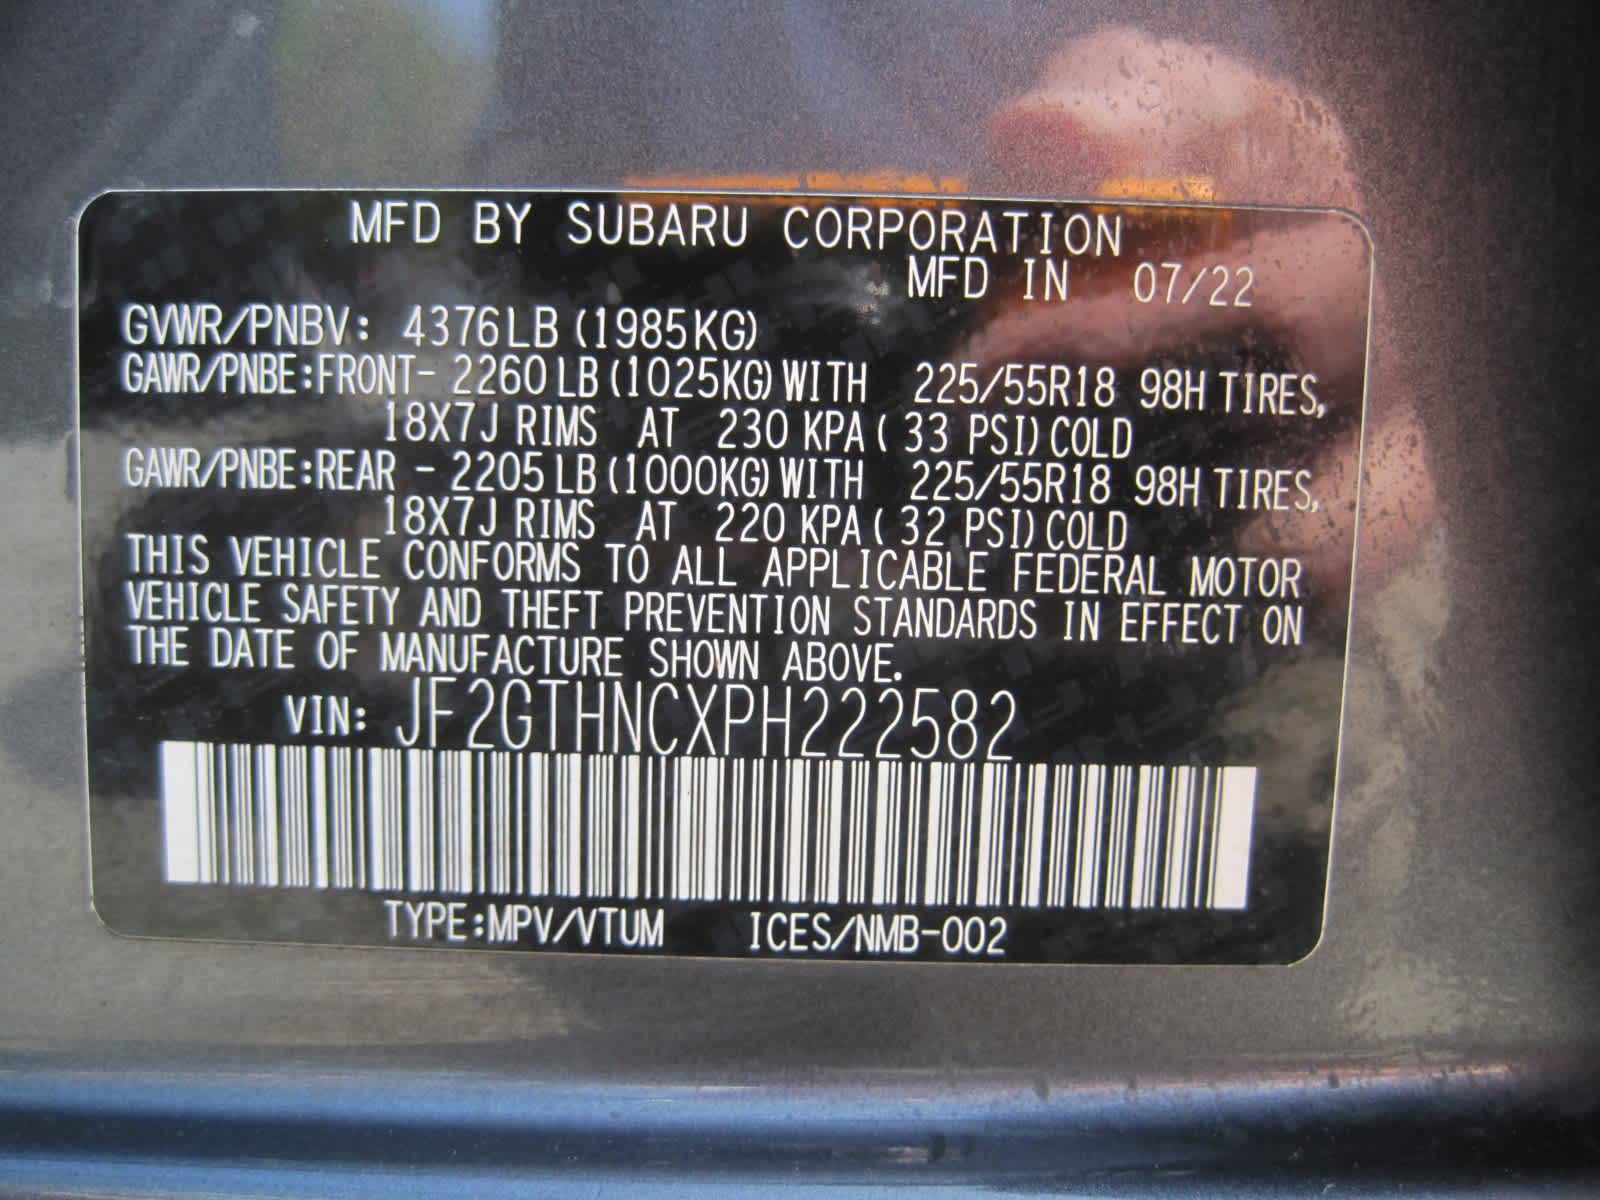 MFD BY SUBARU CORPORATION
MFD IN 07/22
GVWR/PNBV: 4376LB (1985KG)
GAWR/PNBE:FRONT- 2260LB (1025KG) WITH 225/55R18 98H TIRES,
18X7J RIMS AT 230 KPA ( 33 PSI) COLD
GAWR/PNBE:REAR - 2205LB (1000KG) WITH 225/55R18 98H TIRES,
18X7J RIMS AT 220 KPA ( 32 PSI) COLD
THIS VEHICLE CONFORMS TO ALL APPLICABLE FEDERAL MOTOR
VEHICLE SAFETY AND THEFT PREVENTION STANDARDS IN EFFECT ON
THE DATE OF MANUFACTURE SHOWN ABOVE.
VIN: JF2GTHNCXPH222582
TYPE:MPV/VTUM ICES/NMB-002